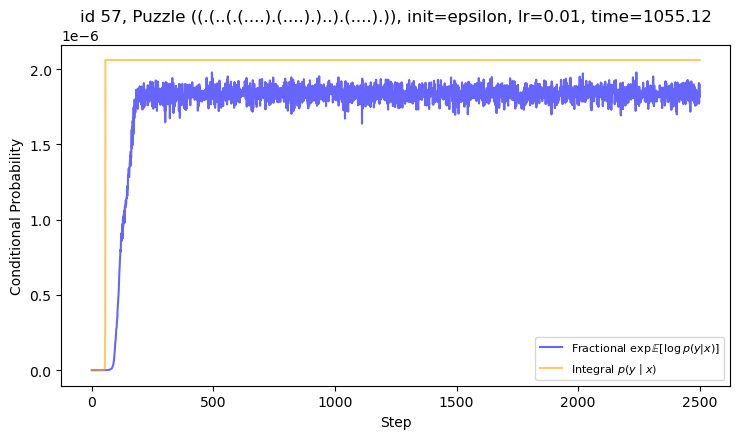 id 57, Puzzle ((.(..(.(....).(....).)..).(....).)), init=epsilon, lr=0.01, time=1055.12
1e−6
2.0
1.5
1.0
0.5
0.0
Conditional Probability
0
500
1000
1500
2000
2500
Step
Fractional exp 𝔼[log p(y|x)]
Integral p(y | x)